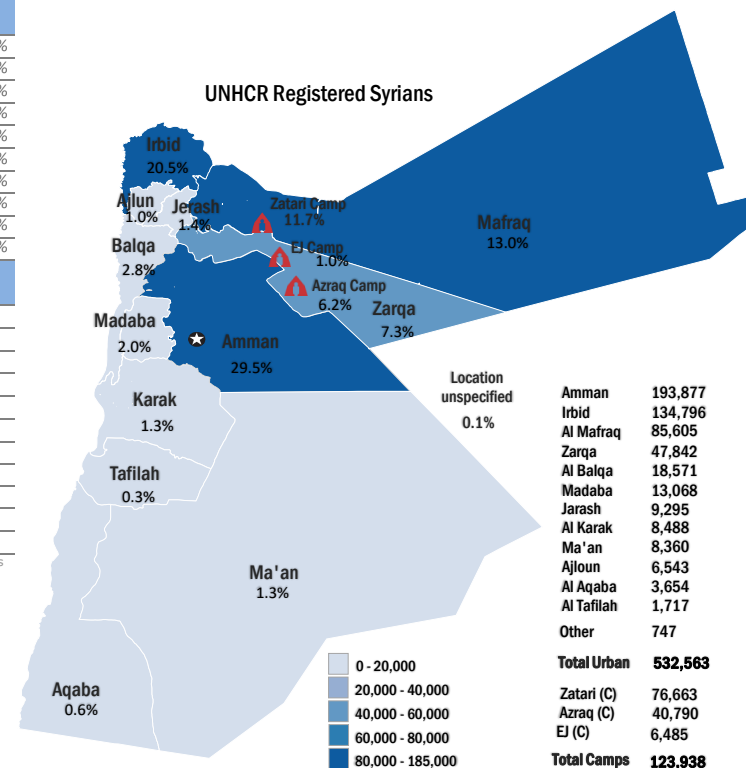 %
%
%
%
%
%
%
%
%
%
UNHCR Registered Syrians
Irbid
20.5%
Ajlun
1.0%
Jerash
1.4%
Zatari Camp
11.7%
Mafraq
13.0%
Balqa
2.8%
EJ Camp
1.0%
Azraq Camp
6.2%
Zarqa
7.3%
Madaba
2.0%
Amman
29.5%
Karak
1.3%
Location
unspecified
0.1%
Tafilah
0.3%
Ma'an
1.3%
Aqaba
0.6%
s
0 - 20,000
20,000 - 40,000
40,000 - 60,000
60,000 - 80,000
80,000 - 185,000
Amman 193,877
Irbid 134,796
Al Mafraq 85,605
Zarqa 47,842
Al Balqa 18,571
Madaba 13,068
Jarash 9,295
Al Karak 8,488
Ma'an 8,360
Ajloun 6,543
Al Aqaba 3,654
Al Tafilah 1,717
Other 747
Total Urban 532,563
Zatari (C) 76,663
Azraq (C) 40,790
EJ (C) 6,485
Total Camps 123,938